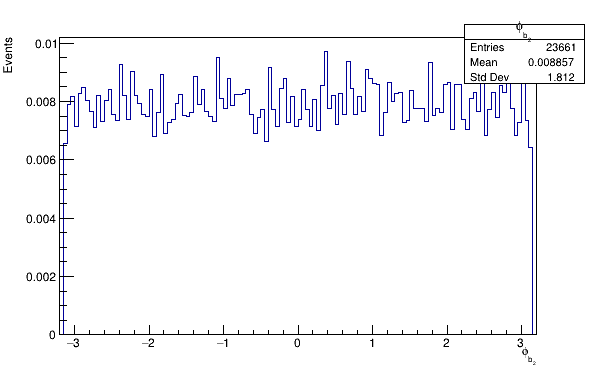 ϕ_b₂
Entries 23661
Mean 0.008857
Std Dev 1.812
Events
0.01
0.008
0.006
0.004
0.002
0
−3 −2 −1 0 1 2 3
ϕ_b₂